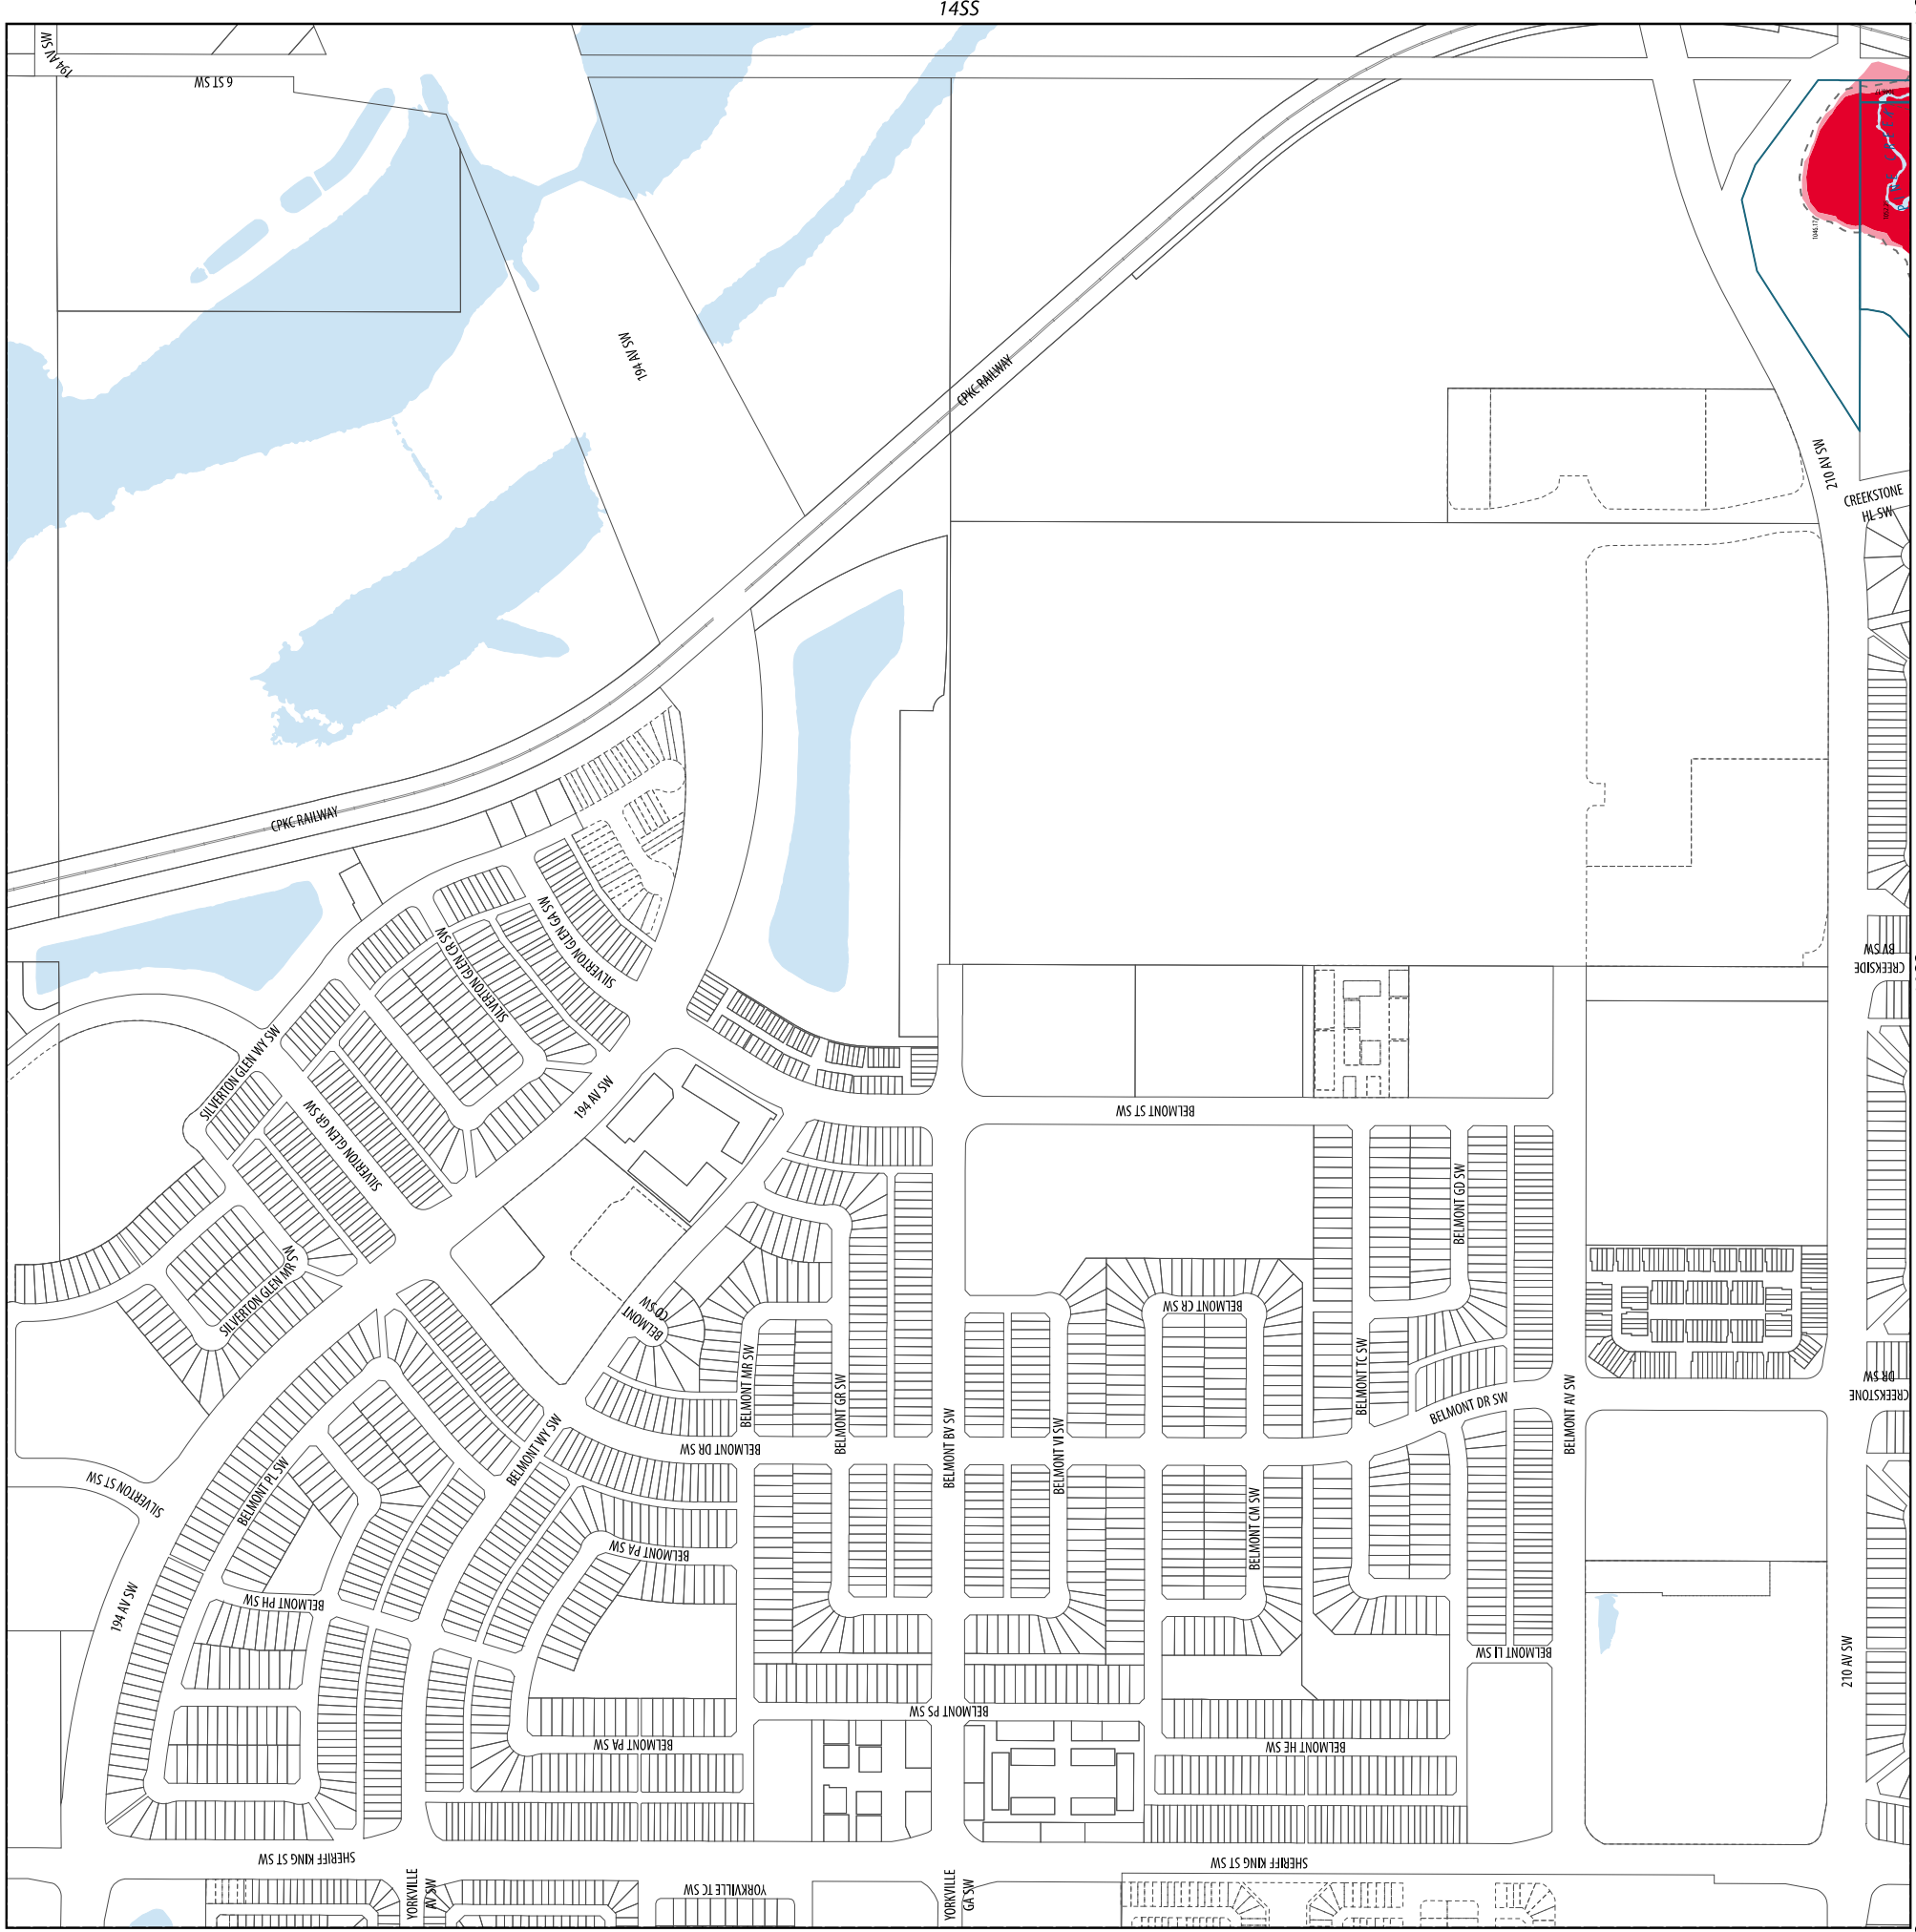 14SS
194 AV SW
6 ST SW
194 AV SW
CPKC RAILWAY
1046.17
210 AV SW
CREEKSTONE
HL SW
CPKC RAILWAY
SILVERTON GLEN GA SW
SILVERTON GLEN CR SW
CREEKSIDE
BV SW
SILVERTON GLEN WY SW
SILVERTON GLEN GR SW
194 AV SW
BELMONT ST SW
BELMONT GD SW
SILVERTON GLEN MR SW
BELMONT
CO SW
BELMONT CR SW
BELMONT MR SW
BELMONT GR SW
BELMONT TC SW
CREEKSTONE
DR SW
BELMONT DR SW
BELMONT AV SW
BELMONT DR SW
BELMONT WY SW
BELMONT BV SW
BELMONT VI SW
BELMONT PL SW
SILVERTON ST SW
BELMONT CM SW
BELMONT PA SW
194 AV SW
BELMONT PH SW
BELMONT LI SW
210 AV SW
BELMONT PS SW
BELMONT PA SW
BELMONT HE SW
SHERIFF KING ST SW
SHERIFF KING ST SW
YORKVILLE
AV SW
YORKVILLE TC SW
YORKVILLE
GA SW